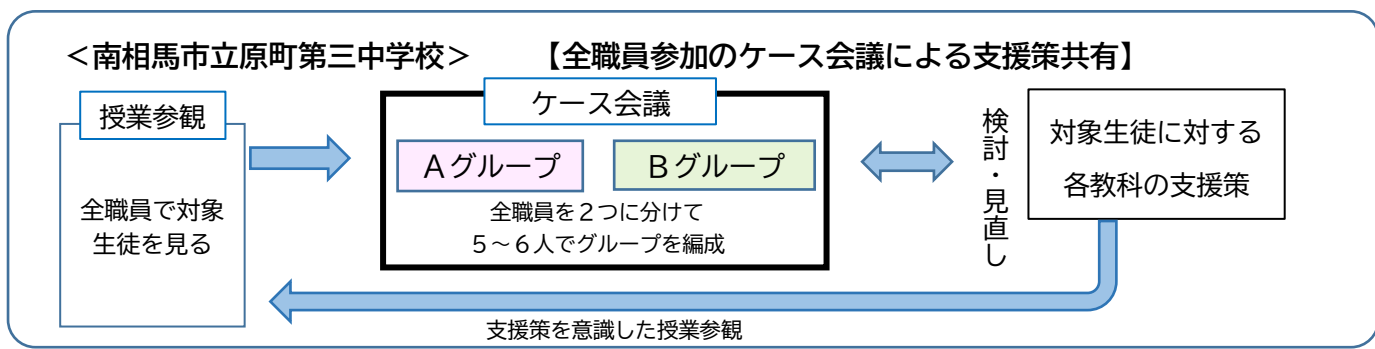 ＜南相馬市立原町第三中学校＞　　【全職員参加のケース会議による支援策共有】
授業参観
全職員で対象
生徒を見る
ケース会議
Ａグループ
Ｂグループ
全職員を２つに分けて
５～６人でグループを編成
検討・見直し
対象生徒に対する
各教科の支援策
支援策を意識した授業参観